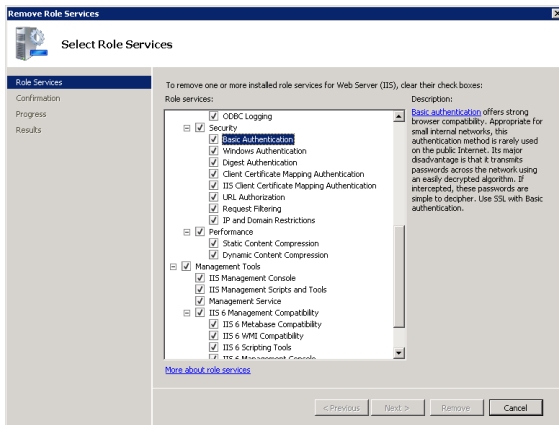 Remove Role Services
Select Role Services
Role Services
Confirmation
Progress
Results
To remove one or more installed role services for Web Server (IIS), clear their check boxes:
Role services:
ODBC Logging
Security
Basic Authentication
Windows Authentication
Digest Authentication
Client Certificate Mapping Authentication
IIS Client Certificate Mapping Authentication
URL Authorization
Request Filtering
IP and Domain Restrictions
Performance
Static Content Compression
Dynamic Content Compression
Management Tools
IIS Management Console
IIS Management Scripts and Tools
Management Service
IIS 6 Management Compatibility
IIS 6 Metabase Compatibility
IIS 6 WMI Compatibility
IIS 6 Scripting Tools
IIS 6 Management Console
More about role services
Description:
Basic authentication offers strong
browser compatibility. Appropriate for
small internal networks, this
authentication method is rarely used
on the public Internet. Its major
disadvantage is that it transmits
passwords across the network using
an easily decrypted algorithm. If
intercepted, these passwords are
simple to decipher. Use SSL with Basic
authentication.
< Previous
Next >
Remove
Cancel